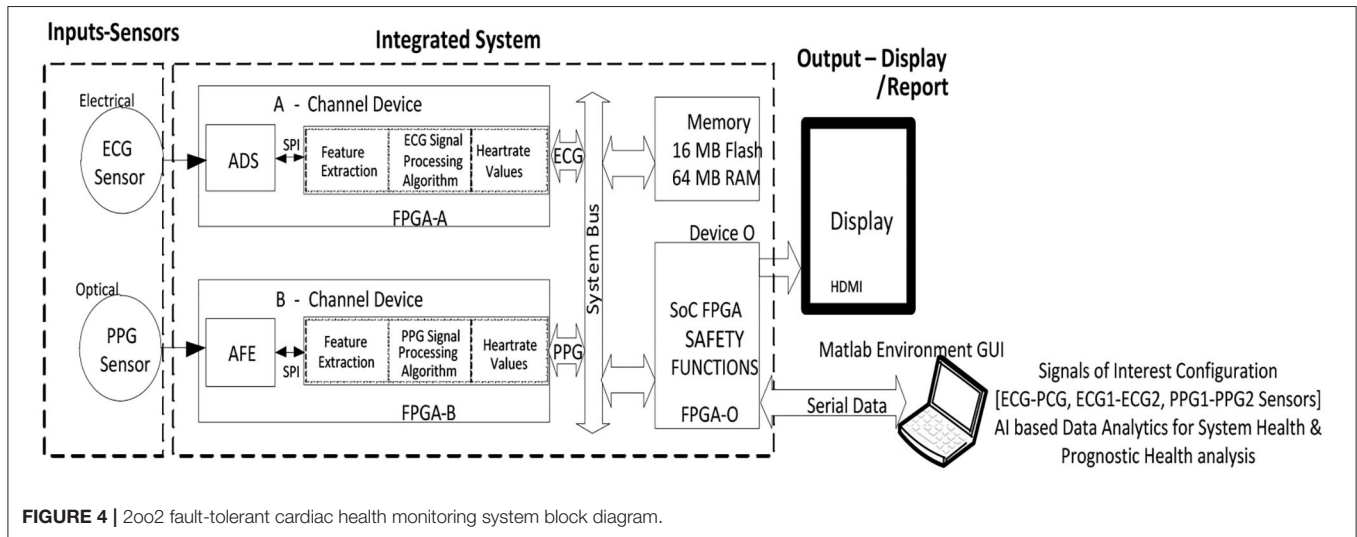 Inputs-Sensors
Integrated System
Output – Display
/Report
Electrical
ECG
Sensor
A - Channel Device
ADS
SPI
Feature
Extraction
ECG Signal
Processing
Algorithm
Heartrate
Values
FPGA-A
ECG
System Bus
Memory
16 MB Flash
64 MB RAM
Optical
PPG
Sensor
B - Channel Device
AFE
SPI
Feature
Extraction
PPG Signal
Processing
Algorithm
Heartrate
Values
FPGA-B
PPG
Device O
SoC FPGA
SAFETY
FUNCTIONS
FPGA-O
Display
HDMI
Matlab Environment GUI
Serial Data
Signals of Interest Configuration
[ECG-PCG, ECG1-ECG2, PPG1-PPG2 Sensors]
AI based Data Analytics for System Health &
Prognostic Health analysis
FIGURE 4 | 2oo2 fault-tolerant cardiac health monitoring system block diagram.